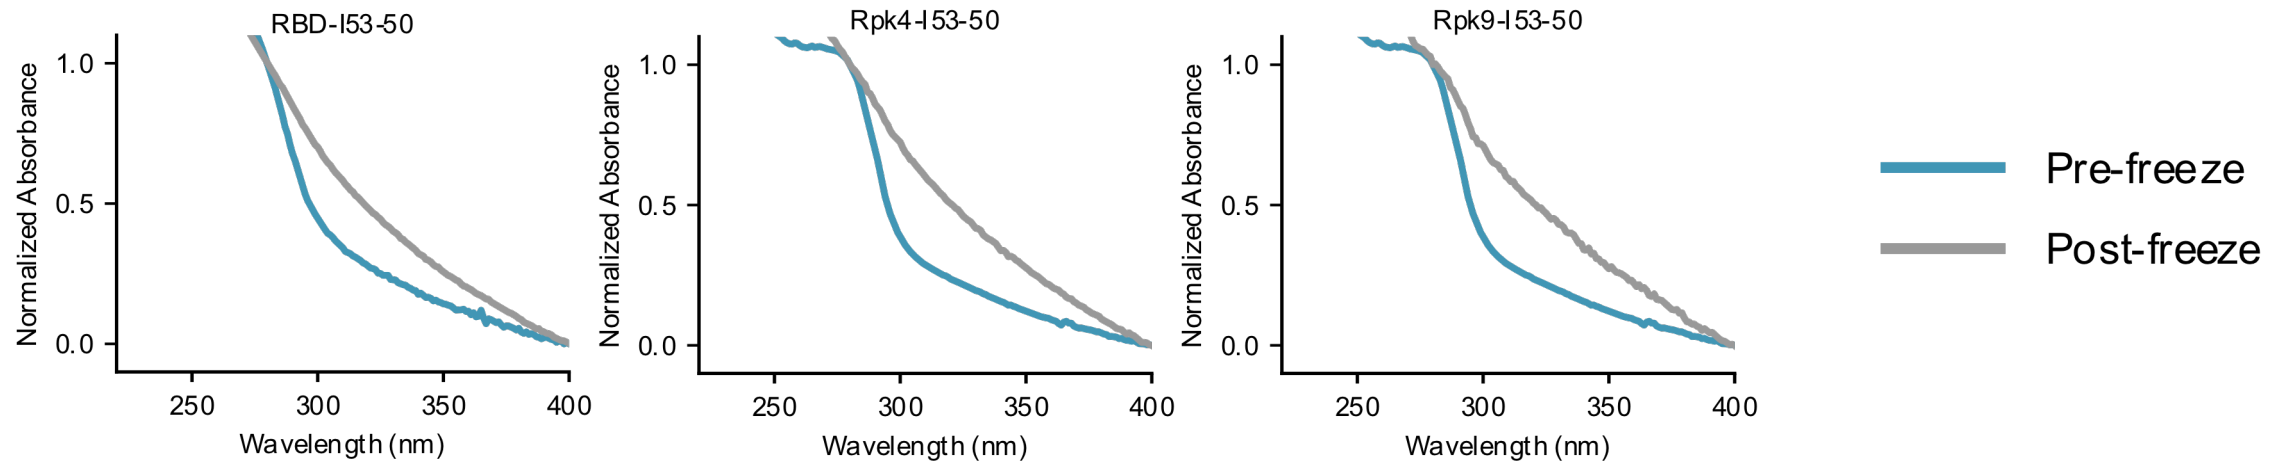 RBD-I53-50
Normalized Absorbance
1.0
0.5
0.0
250 300 350 400
Wavelength (nm)
Rpk4-I53-50
Normalized Absorbance
1.0
0.5
0.0
250 300 350 400
Wavelength (nm)
Rpk9-I53-50
Normalized Absorbance
1.0
0.5
0.0
250 300 350 400
Wavelength (nm)
Pre-freeze
Post-freeze